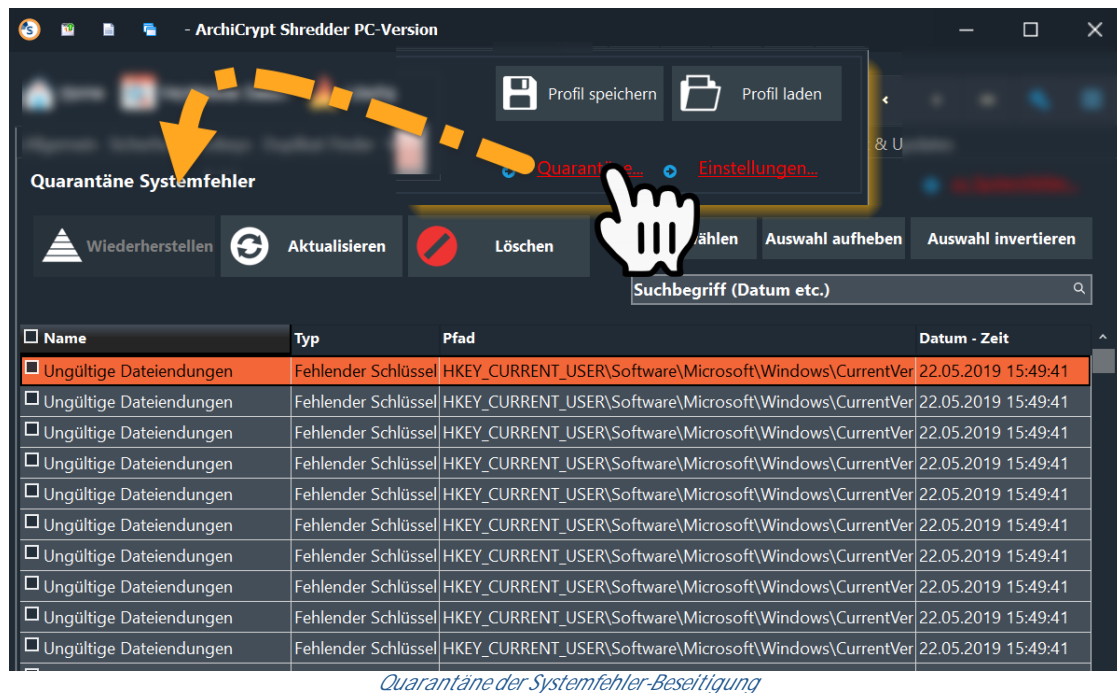 - ArchiCrypt Shredder PC-Version
Profil speichern
Profil laden
& U
Quarantäne...
Einstellungen...
Quarantäne Systemfehler
Wiederherstellen
Aktualisieren
Löschen
Auswahl aufheben
Auswahl invertieren
Suchbegriff (Datum etc.)
Name Typ Pfad Datum - Zeit
Ungültige Dateiendungen Fehlender Schlüssel HKEY_CURRENT_USER\Software\Microsoft\Windows\CurrentVer 22.05.2019 15:49:41
Ungültige Dateiendungen Fehlender Schlüssel HKEY_CURRENT_USER\Software\Microsoft\Windows\CurrentVer 22.05.2019 15:49:41
Ungültige Dateiendungen Fehlender Schlüssel HKEY_CURRENT_USER\Software\Microsoft\Windows\CurrentVer 22.05.2019 15:49:41
Ungültige Dateiendungen Fehlender Schlüssel HKEY_CURRENT_USER\Software\Microsoft\Windows\CurrentVer 22.05.2019 15:49:41
Ungültige Dateiendungen Fehlender Schlüssel HKEY_CURRENT_USER\Software\Microsoft\Windows\CurrentVer 22.05.2019 15:49:41
Ungültige Dateiendungen Fehlender Schlüssel HKEY_CURRENT_USER\Software\Microsoft\Windows\CurrentVer 22.05.2019 15:49:41
Ungültige Dateiendungen Fehlender Schlüssel HKEY_CURRENT_USER\Software\Microsoft\Windows\CurrentVer 22.05.2019 15:49:41
Ungültige Dateiendungen Fehlender Schlüssel HKEY_CURRENT_USER\Software\Microsoft\Windows\CurrentVer 22.05.2019 15:49:41
Ungültige Dateiendungen Fehlender Schlüssel HKEY_CURRENT_USER\Software\Microsoft\Windows\CurrentVer 22.05.2019 15:49:41
Ungültige Dateiendungen Fehlender Schlüssel HKEY_CURRENT_USER\Software\Microsoft\Windows\CurrentVer 22.05.2019 15:49:41
Quarantäne der Systemfehler-Beseitigung